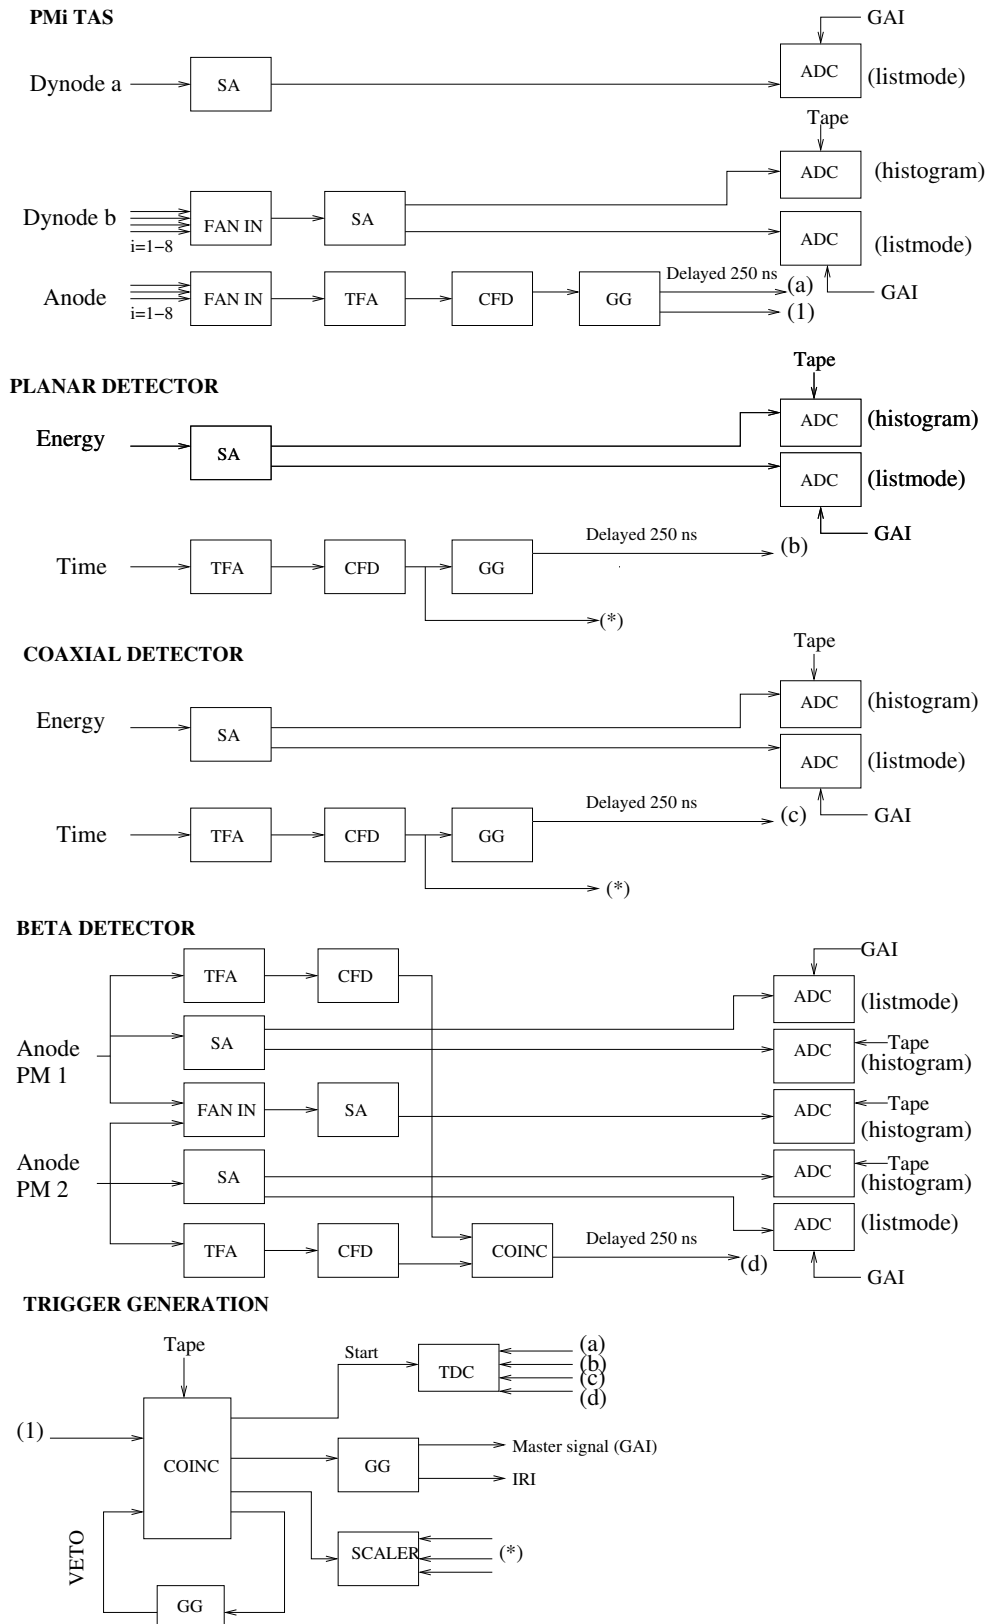 PMi TAS
GAI
Dynode a
SA
ADC
(listmode)
Tape
ADC
(histogram)
Dynode b
i=1−8
FAN IN
SA
ADC
(listmode)
GAI
Anode
i=1−8
FAN IN
TFA
CFD
GG
Delayed 250 ns
(a)
(1)
PLANAR DETECTOR
Tape
Energy
SA
ADC
(histogram)
ADC
(listmode)
GAI
Time
TFA
CFD
GG
Delayed 250 ns
(b)
(*)
COAXIAL DETECTOR
Tape
Energy
SA
ADC
(histogram)
ADC
(listmode)
GAI
Time
TFA
CFD
GG
Delayed 250 ns
(c)
(*)
BETA DETECTOR
GAI
TFA
CFD
ADC
(listmode)
Anode
PM 1
SA
ADC
Tape
(histogram)
FAN IN
SA
ADC
Tape
(histogram)
Anode
PM 2
SA
ADC
Tape
(histogram)
ADC
(listmode)
GAI
TFA
CFD
COINC
Delayed 250 ns
(d)
TRIGGER GENERATION
Tape
Start
TDC
(a)
(b)
(c)
(d)
(1)
COINC
GG
Master signal (GAI)
IRI
VETO
SCALER
(*)
GG